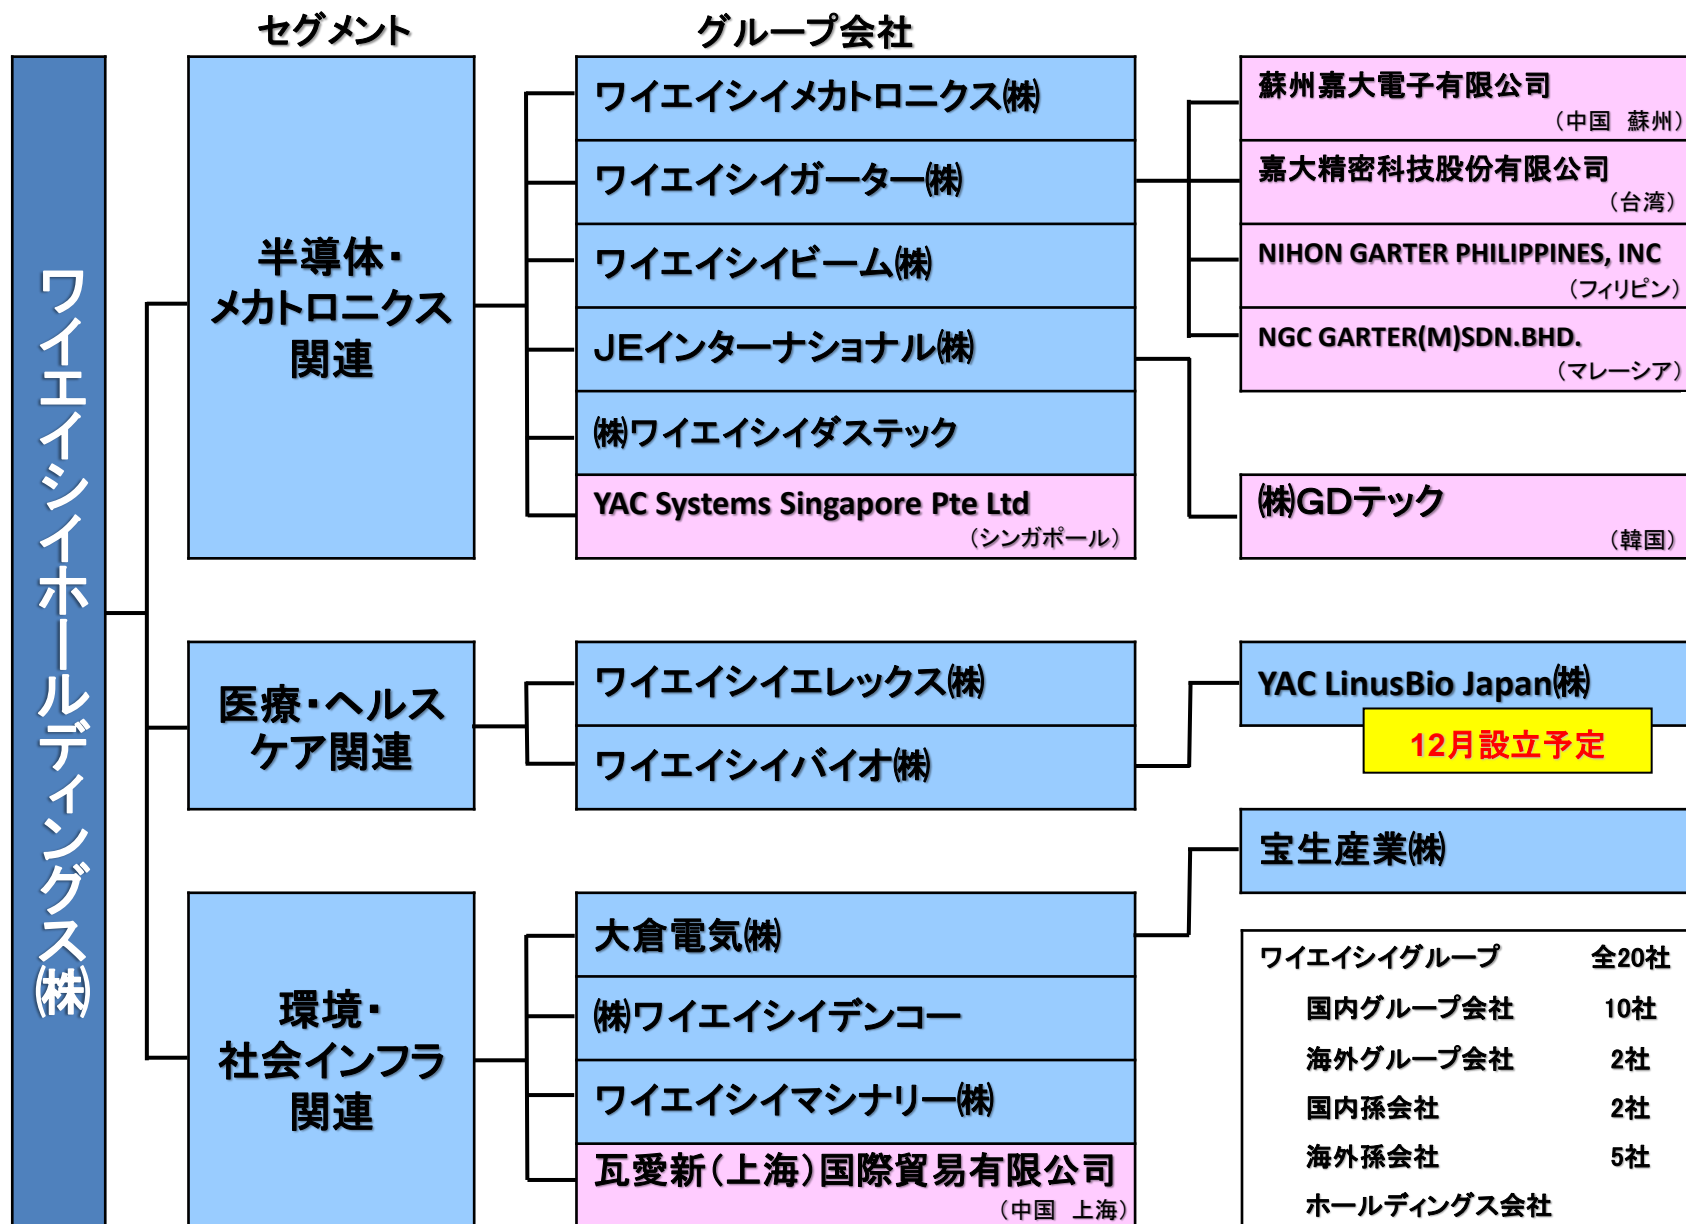 セグメント
グループ会社
ワイエイシイホールディングス㈱
半導体・
メカトロニクス
関連
ワイエイシイメカトロニクス㈱
ワイエイシイガーター㈱
ワイエイシイビーム㈱
JEインターナショナル㈱
㈱ワイエイシイダステック
YAC Systems Singapore Pte Ltd
（シンガポール）
蘇州嘉大電子有限公司
（中国　蘇州）
嘉大精密科技股份有限公司
（台湾）
NIHON GARTER PHILIPPINES, INC
（フィリピン）
NGC GARTER(M)SDN.BHD.
（マレーシア）
㈱GDテック
（韓国）
医療・ヘルス
ケア関連
ワイエイシイエレックス㈱
ワイエイシイバイオ㈱
YAC LinusBio Japan㈱
12月設立予定
環境・
社会インフラ
関連
大倉電気㈱
㈱ワイエイシイデンコー
ワイエイシイマシナリー㈱
瓦愛新（上海）国際貿易有限公司
（中国　上海）
宝生産業㈱
ワイエイシイグループ　全20社
国内グループ会社　10社
海外グループ会社　2社
国内孫会社　2社
海外孫会社　5社
ホールディングス会社